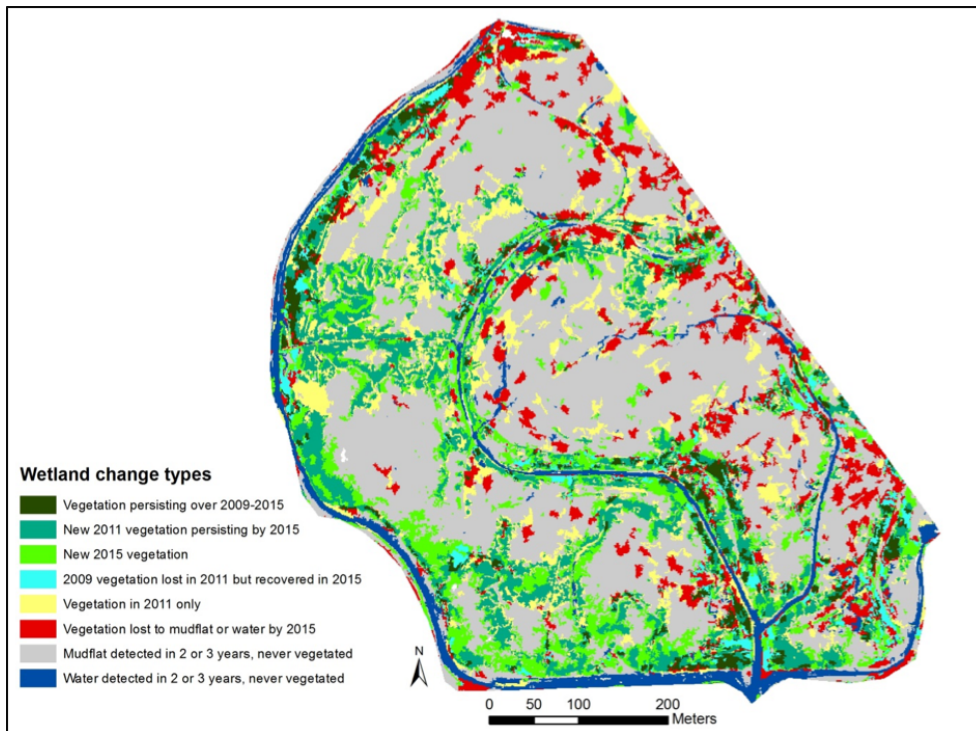 Wetland change types
Vegetation persisting over 2009-2015
New 2011 vegetation persisting by 2015
New 2015 vegetation
2009 vegetation lost in 2011 but recovered in 2015
Vegetation in 2011 only
Vegetation lost to mudflat or water by 2015
Mudflat detected in 2 or 3 years, never vegetated
Water detected in 2 or 3 years, never vegetated
N
0 50 100 200
Meters